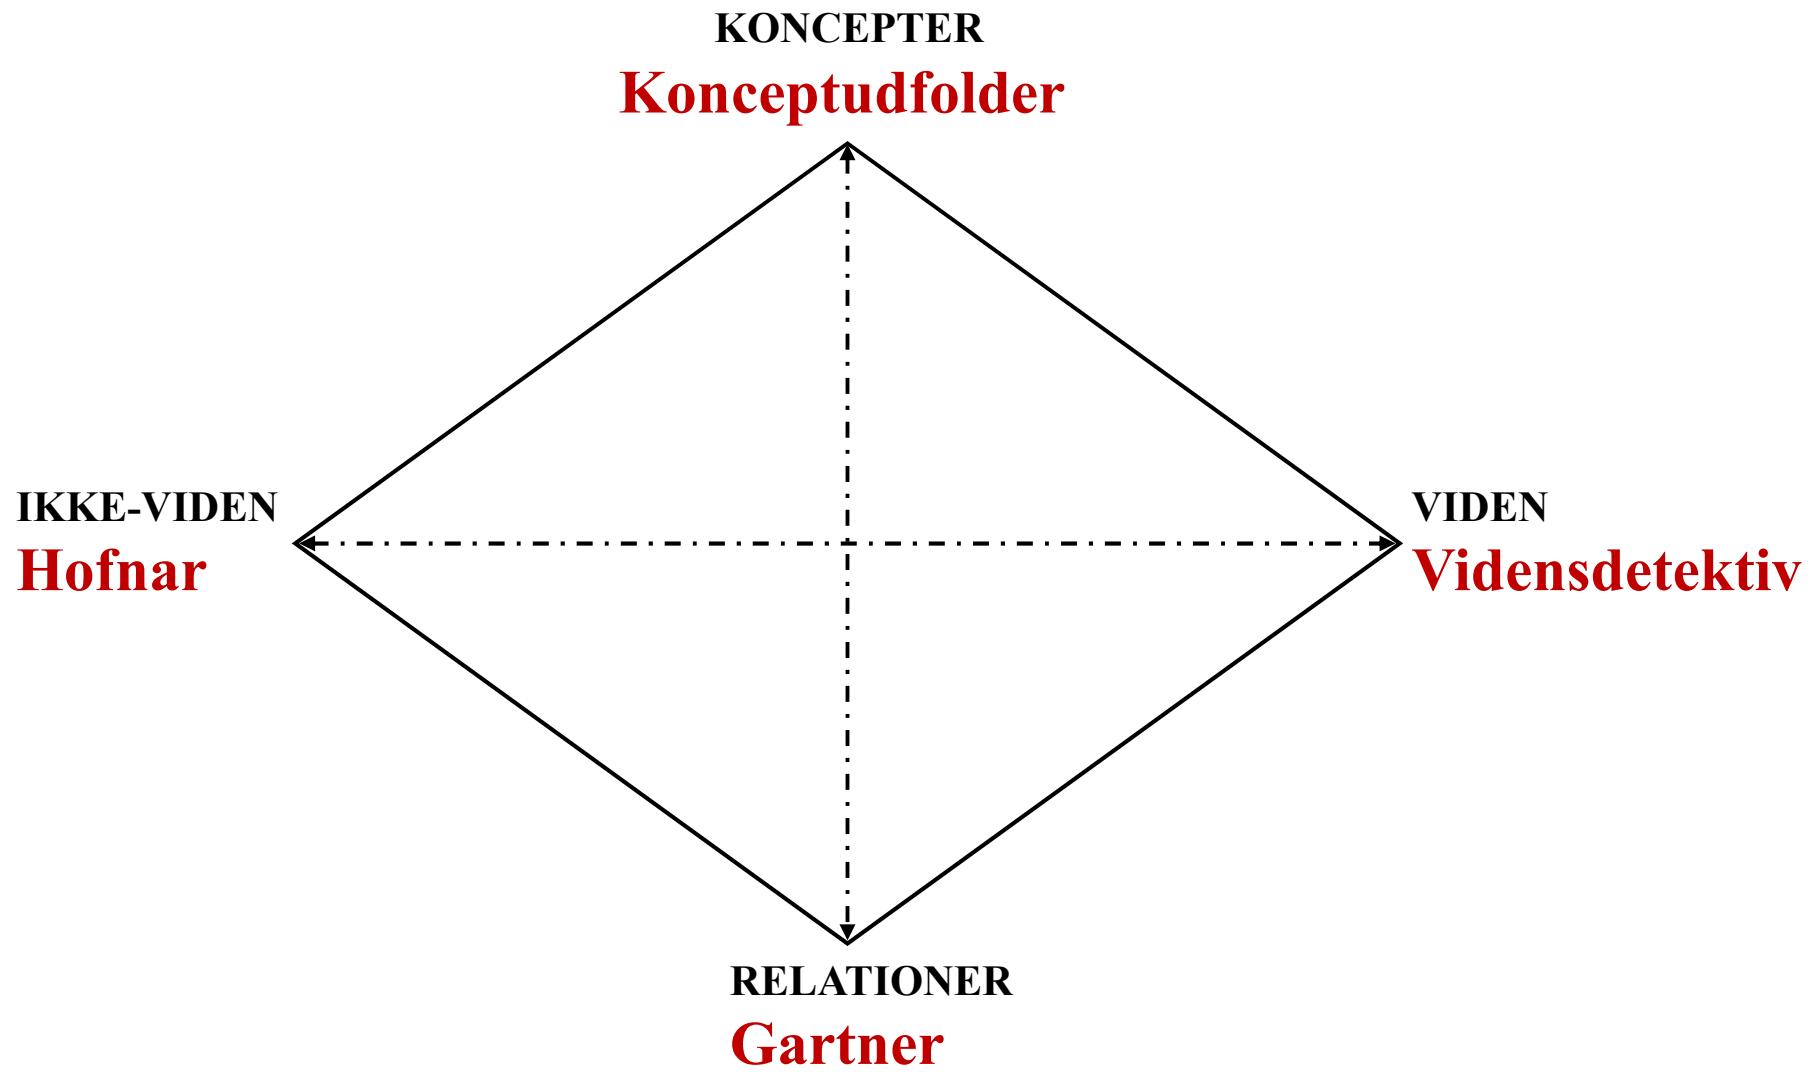 KONCEPTER
Konceptudfolder
IKKE-VIDEN
Hofnar
VIDEN
Vidensdetektiv
RELATIONER
Gartner